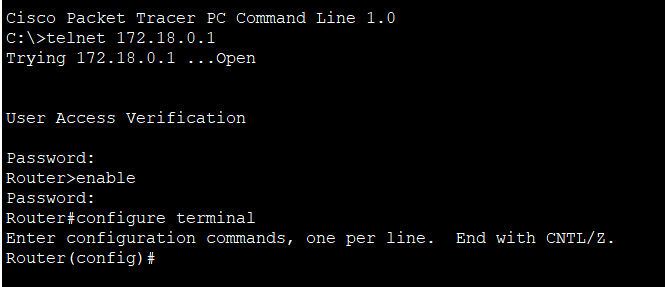 Cisco Packet Tracer PC Command Line 1.0
C:\>telnet 172.18.0.1
Trying 172.18.0.1 ...Open
User Access Verification
Password:
Router>enable
Password:
Router#configure terminal
Enter configuration commands, one per line.  End with CNTL/Z.
Router(config)#